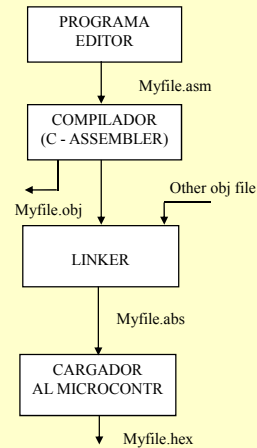 PROGRAMA
EDITOR
Myfile.asm
COMPILADOR
(C - ASSEMBLER)
Other obj file
Myfile.obj
LINKER
Myfile.abs
CARGADOR
AL MICROCONTR
Myfile.hex